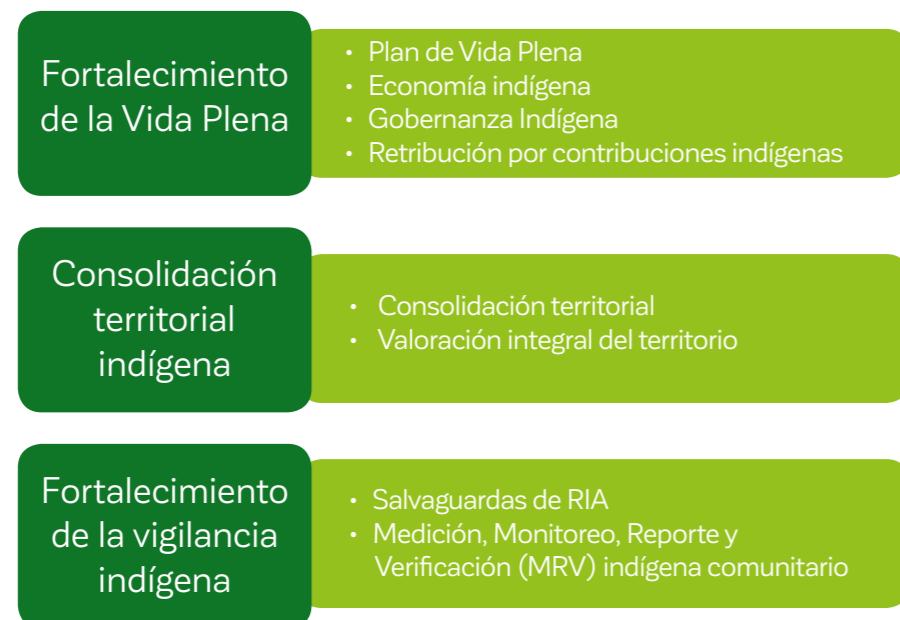 Fortalecimiento
de la Vida Plena
• Plan de Vida Plena
• Economía indígena
• Gobernanza Indígena
• Retribución por contribuciones indígenas
Consolidación
territorial
indígena
• Consolidación territorial
• Valoración integral del territorio
Fortalecimiento
de la vigilancia
indígena
• Salvaguardas de RIA
• Medición, Monitoreo, Reporte y
Verificación (MRV) indígena comunitario